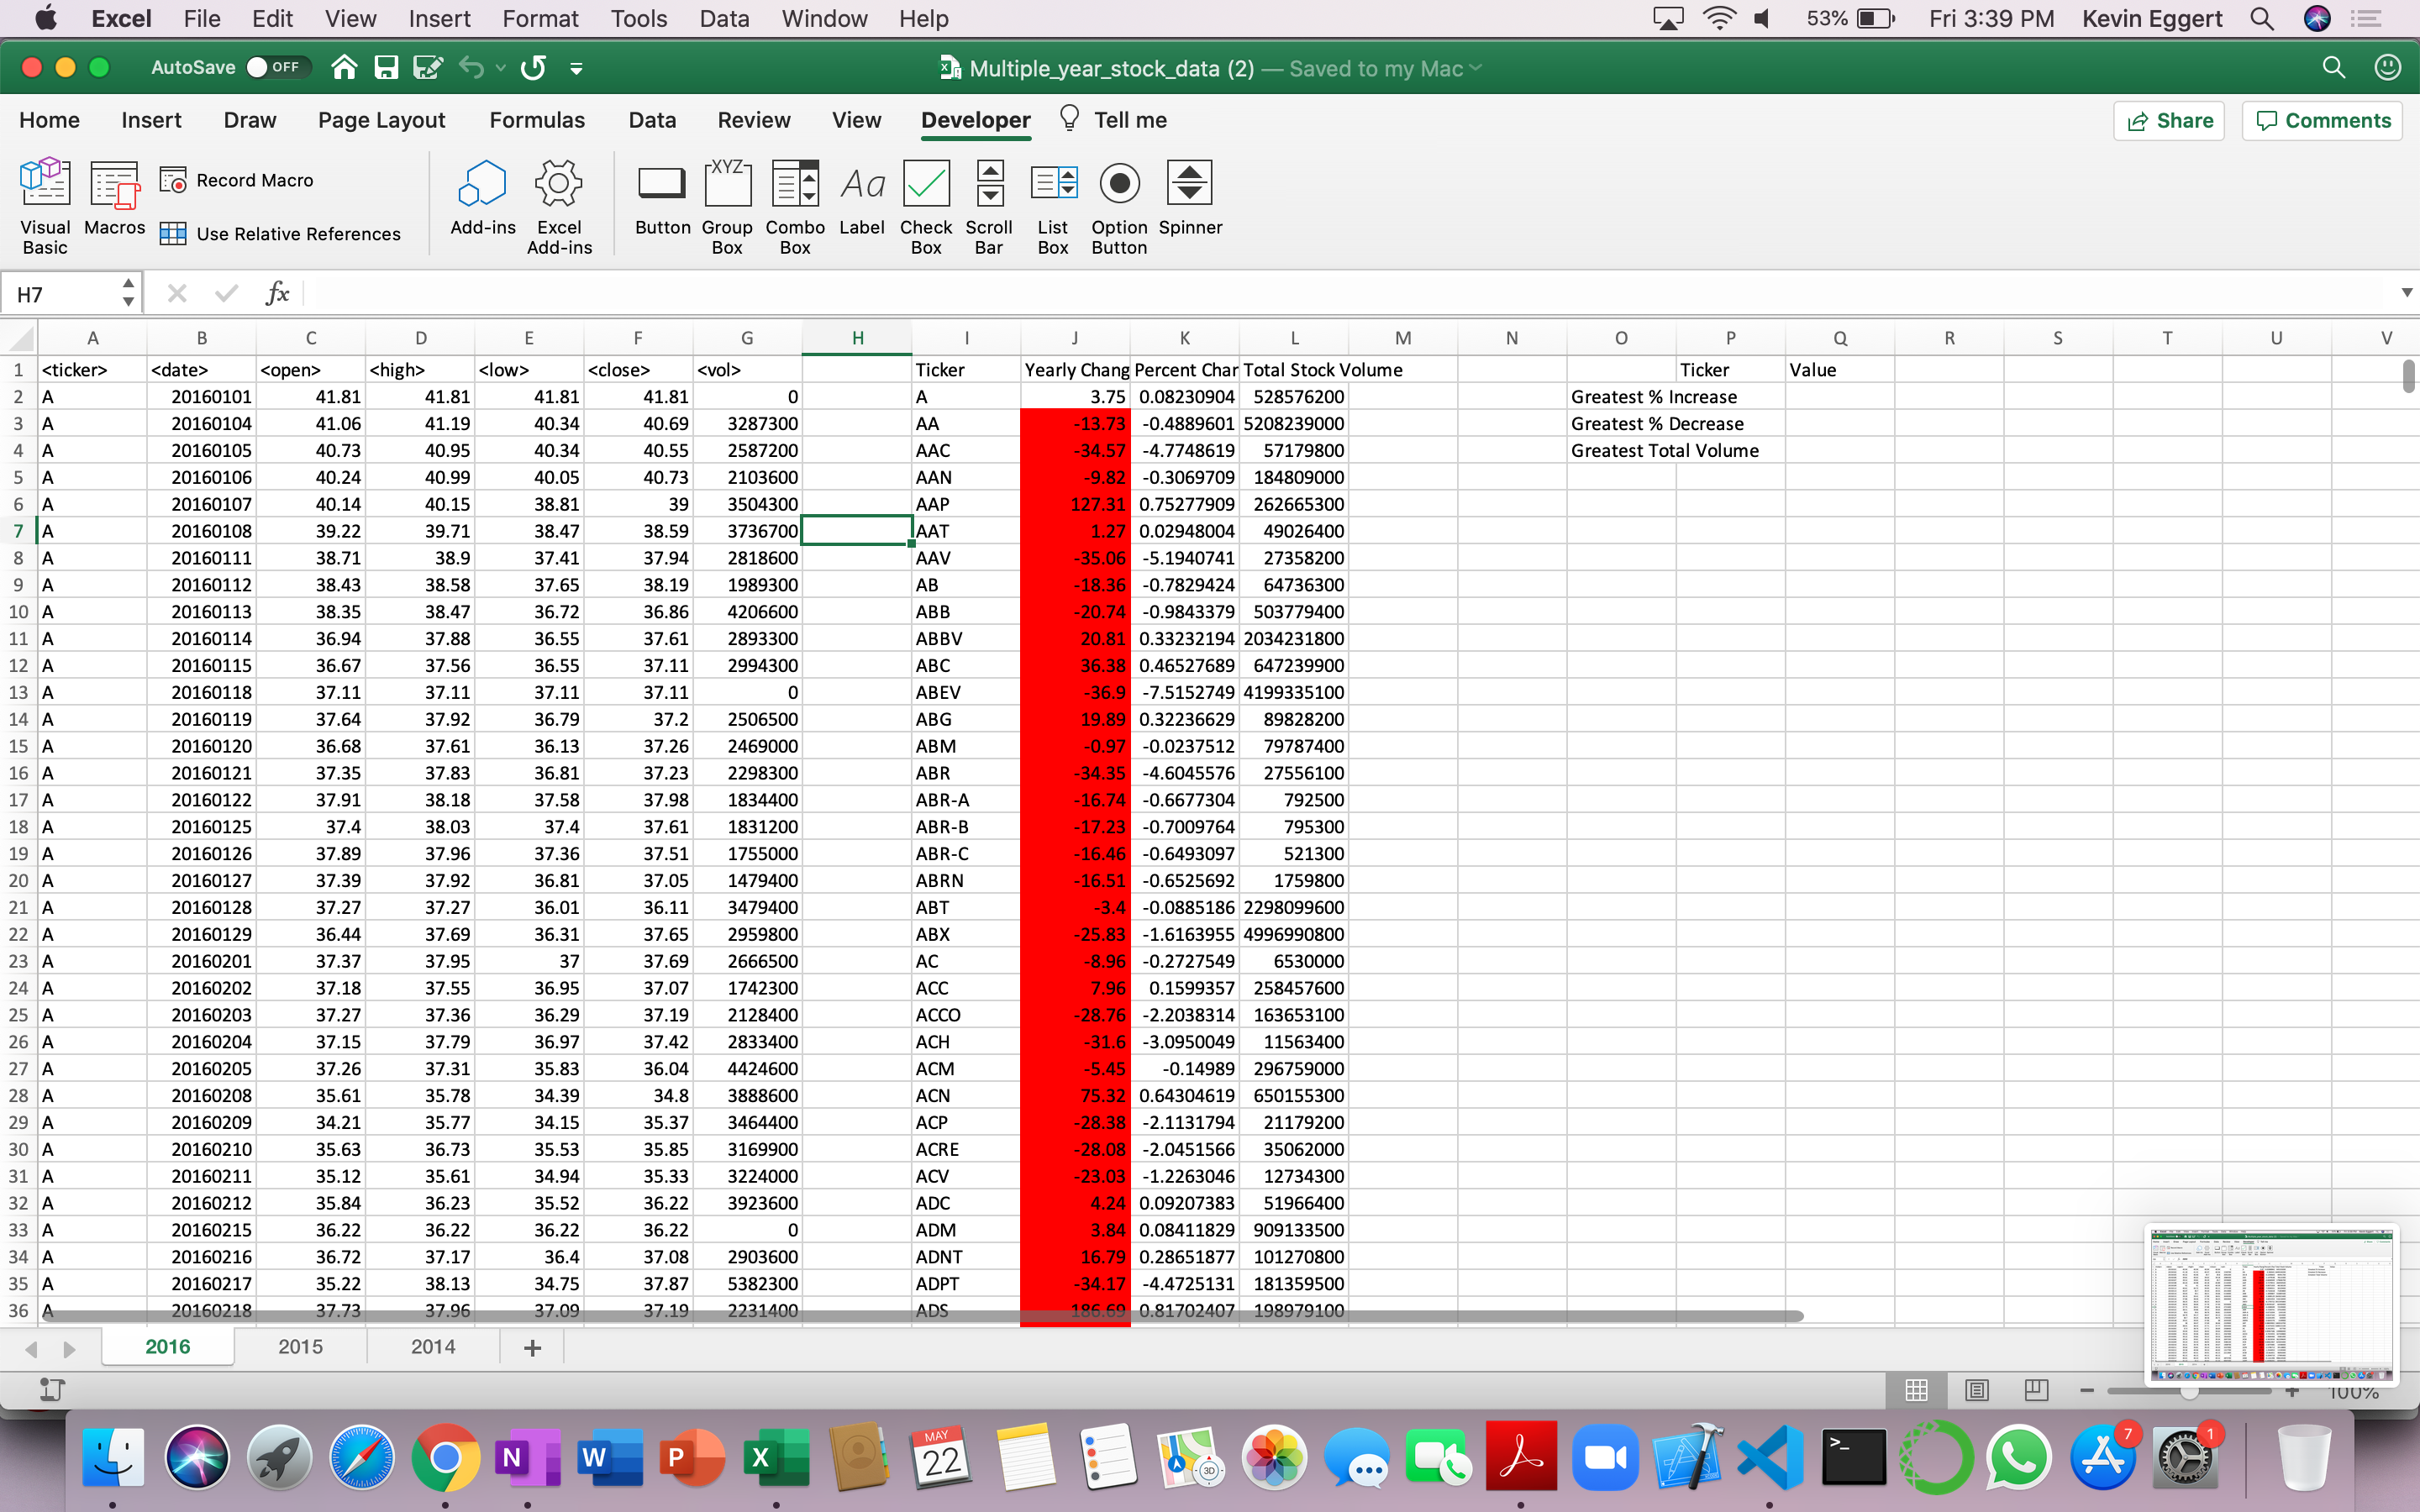 Excel File Edit View Insert Format Tools Data Window Help 53% Fri 3:39 PM Kevin Eggert
AutoSave OFF Multiple_year_stock_data (2) — Saved to my Mac
Home Insert Draw Page Layout Formulas Data Review View Developer Tell me Share Comments
Visual Basic Macros Record Macro Use Relative References Add-ins Excel Add-ins Button XYZ Group Box Combo Box Aa Label Check Box Scroll Bar List Box Option Button Spinner
H7 fx
A B C D E F G H I J K L M N O P Q R S T U V
1 <ticker> <date> <open> <high> <low> <close> <vol> Ticker Yearly Chang Percent Char Total Stock Volume Ticker Value
2 A 20160101 41.81 41.81 41.81 41.81 0 A 3.75 0.08230904 528576200 Greatest % Increase
3 A 20160104 41.06 41.19 40.34 40.69 3287300 AA -13.73 -0.4889601 5208239000 Greatest % Decrease
4 A 20160105 40.73 40.95 40.34 40.55 2587200 AAC -34.57 -4.7748619 57179800 Greatest Total Volume
5 A 20160106 40.24 40.99 40.05 40.73 2103600 AAN -9.82 -0.3069709 184809000
6 A 20160107 40.14 40.15 38.81 39 3504300 AAP 127.31 0.75277909 262665300
7 A 20160108 39.22 39.71 38.47 38.59 3736700 AAT 1.27 0.02948004 49026400
8 A 20160111 38.71 38.9 37.41 37.94 2818600 AAV -35.06 -5.1940741 27358200
9 A 20160112 38.43 38.58 37.65 38.19 1989300 AB -18.36 -0.7829424 64736300
10 A 20160113 38.35 38.47 36.72 36.86 4206600 ABB -20.74 -0.9843379 503779400
11 A 20160114 36.94 37.88 36.55 37.61 2893300 ABBV 20.81 0.33232194 2034231800
12 A 20160115 36.67 37.56 36.55 37.11 2994300 ABC 36.38 0.46527689 647239900
13 A 20160118 37.11 37.11 37.11 37.11 0 ABEV -36.9 -7.5152749 4199335100
14 A 20160119 37.64 37.92 36.79 37.2 2506500 ABG 19.89 0.32236629 89828200
15 A 20160120 36.68 37.61 36.13 37.26 2469000 ABM -0.97 -0.0237512 79787400
16 A 20160121 37.35 37.83 36.81 37.23 2298300 ABR -34.35 -4.6045576 27556100
17 A 20160122 37.91 38.18 37.58 37.98 1834400 ABR-A -16.74 -0.6677304 792500
18 A 20160125 37.4 38.03 37.4 37.61 1831200 ABR-B -17.23 -0.7009764 795300
19 A 20160126 37.89 37.96 37.36 37.51 1755000 ABR-C -16.46 -0.6493097 521300
20 A 20160127 37.39 37.92 36.81 37.05 1479400 ABRN -16.51 -0.6525692 1759800
21 A 20160128 37.27 37.27 36.01 36.11 3479400 ABT -3.4 -0.0885186 2298099600
22 A 20160129 36.44 37.69 36.31 37.65 2959800 ABX -25.83 -1.6163955 4996990800
23 A 20160201 37.37 37.95 37 37.69 2666500 AC -8.96 -0.2727549 6530000
24 A 20160202 37.18 37.55 36.95 37.07 1742300 ACC 7.96 0.1599357 258457600
25 A 20160203 37.27 37.36 36.29 37.19 2128400 ACCO -28.76 -2.2038314 163653100
26 A 20160204 37.15 37.79 36.97 37.42 2833400 ACH -31.6 -3.0950049 11563400
27 A 20160205 37.26 37.31 35.83 36.04 4424600 ACM -5.45 -0.14989 296759000
28 A 20160208 35.61 35.78 34.39 34.8 3888600 ACN 75.32 0.64304619 650155300
29 A 20160209 34.21 35.77 34.15 35.37 3464400 ACP -28.38 -2.1131794 21179200
30 A 20160210 35.63 36.73 35.53 35.85 3169900 ACRE -28.08 -2.0451566 35062000
31 A 20160211 35.12 35.61 34.94 35.33 3224000 ACV -23.03 -1.2263046 12734300
32 A 20160212 35.84 36.23 35.52 36.22 3923600 ADC 4.24 0.09207383 51966400
33 A 20160215 36.22 36.22 36.22 36.22 0 ADM 3.84 0.08411829 909133500
34 A 20160216 36.72 37.17 36.4 37.08 2903600 ADNT 16.79 0.28651877 101270800
35 A 20160217 35.22 38.13 34.75 37.87 5382300 ADPT -34.17 -4.4725131 181359500
36 A 20160218 37.73 37.96 37.09 37.19 2231400 ADS 186.69 0.81702407 198979100
2016 2015 2014 +
100%
N W P X MAY 22 3D >_ 7 1